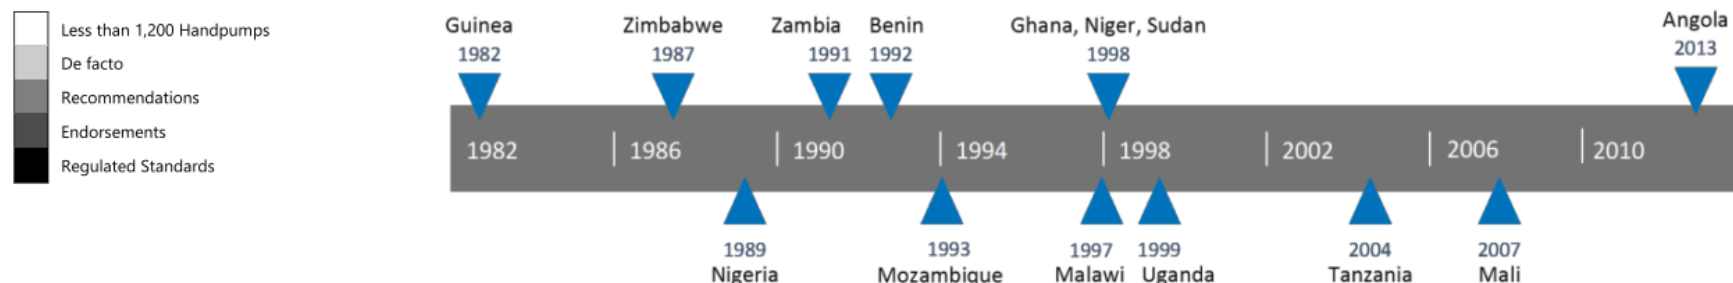 Less than 1,200 Handpumps
De facto
Recommendations
Endorsements
Regulated Standards
Guinea
1982
Zimbabwe
1987
Zambia
1991
Benin
1992
Ghana, Niger, Sudan
1998
Angola
2013
1982
1986
1990
1994
1998
2002
2006
2010
1989
Nigeria
1993
Mozambique
1997
Malawi
1999
Uganda
2004
Tanzania
2007
Mali